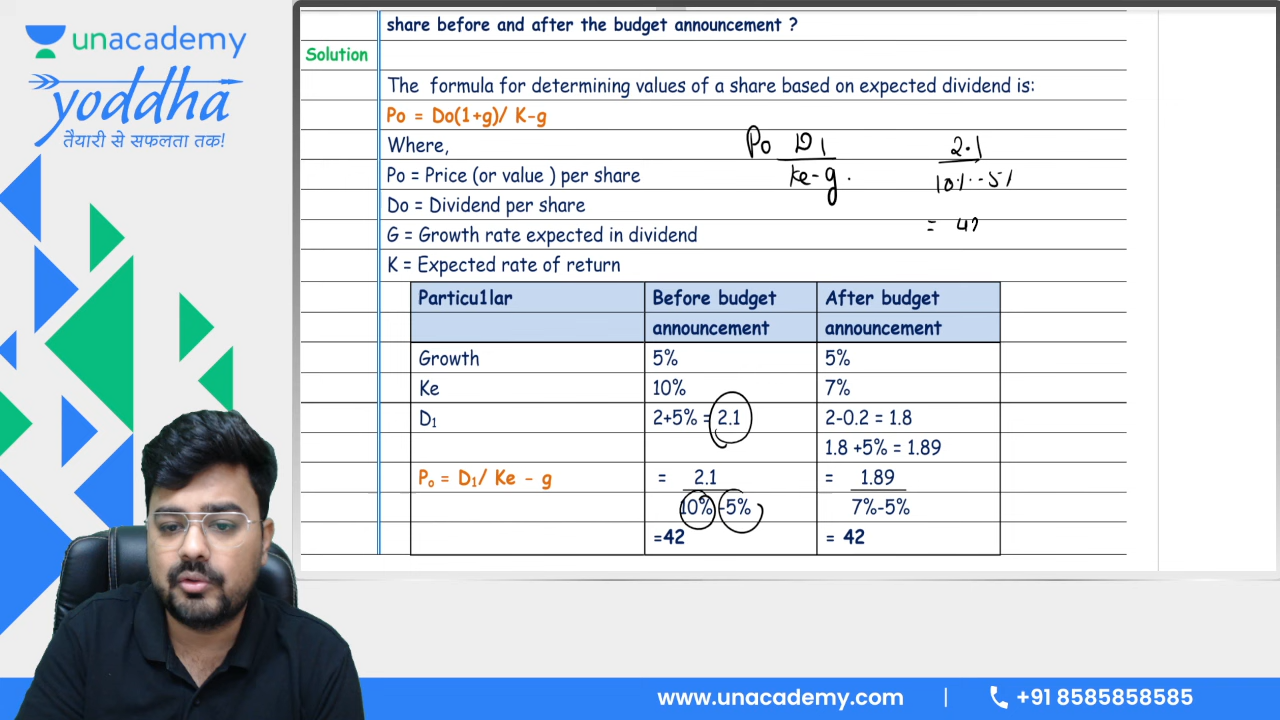 share before and after the budget announcement ?
unacademy
Solution
yoddha
The formula for determining values of a share based on expected dividend is:
तैयारी से सफलता तक!
Po = Do(1+g)/ K-g
Where,
Po D1
ke-g.
2.1
10%-5%
= 42
Po = Price (or value ) per share
Do = Dividend per share
G = Growth rate expected in dividend
K = Expected rate of return
Particu1lar Before budget announcement After budget announcement
Growth 5% 5%
Ke 10% 7%
D₁ 2+5% = 2.1 2-0.2 = 1.8
1.8 +5% = 1.89
Pₒ = D₁/ Ke - g = 2.1 = 1.89
10% -5% 7%-5%
=42 = 42
www.unacademy.com | +91 8585858585